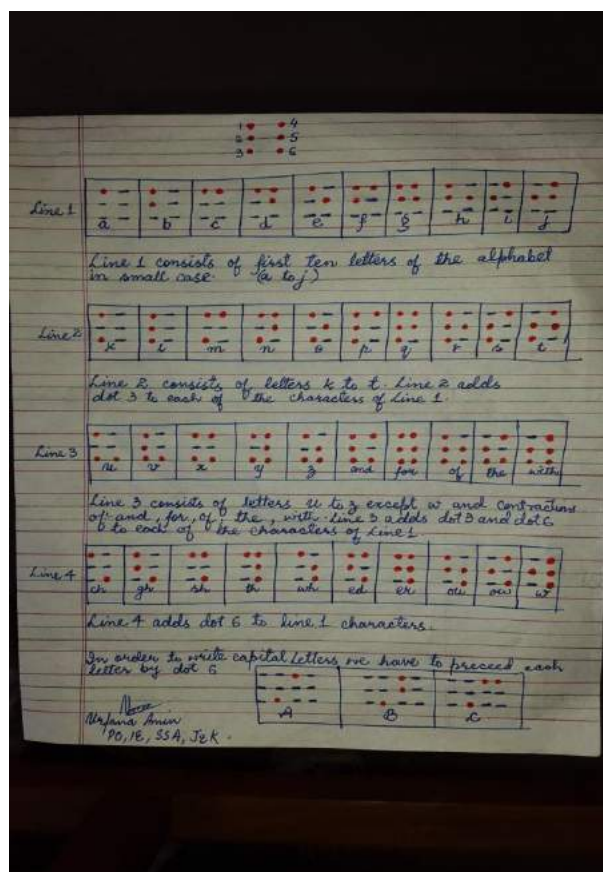 1 4
2 5
3 6
Line 1 a b c d e f g h i j
Line 1 consists of first ten letters of the alphabet
in small case. (a to j)
Line 2 k l m n o p q r s t
Line 2 consists of letters k to t. Line 2 adds
dot 3 to each of the characters of Line 1.
Line 3 u v x y z and for of the with
Line 3 consists of letters u to z except w and contractions
of and, for, of, the, with. Line 3 adds dot 3 and dot 6
to each of the characters of Line 1.
Line 4 ch gh sh th wh ed er ou ow w
Line 4 adds dot 6 to line 1 characters.
In order to write capital letters we have to preceed each
letter by dot 6
A B C
Urfana Amin
PO, IE, SSA, J&K.